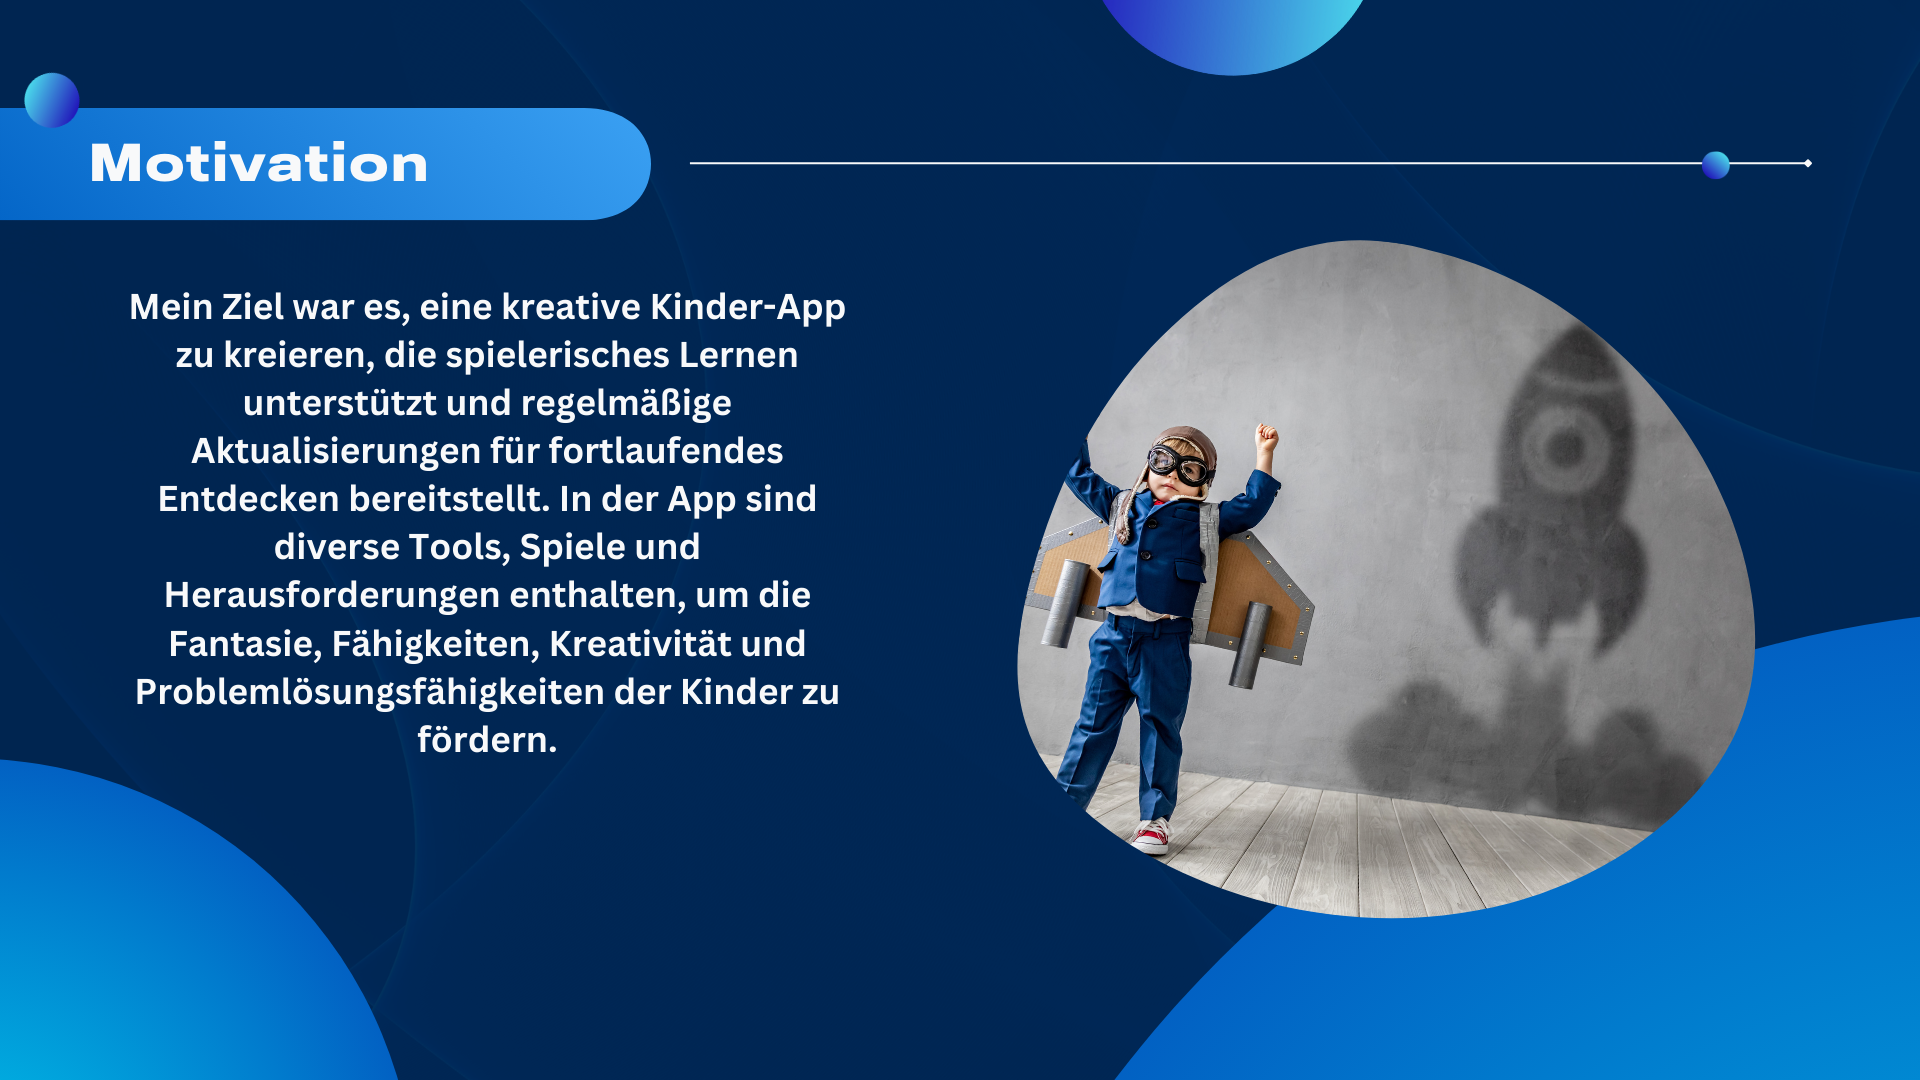 Motivation
Mein Ziel war es, eine kreative Kinder-App
zu kreieren, die spielerisches Lernen
unterstützt und regelmäßige
Aktualisierungen für fortlaufendes
Entdecken bereitstellt. In der App sind
diverse Tools, Spiele und
Herausforderungen enthalten, um die
Fantasie, Fähigkeiten, Kreativität und
Problemlösungsfähigkeiten der Kinder zu
fördern.